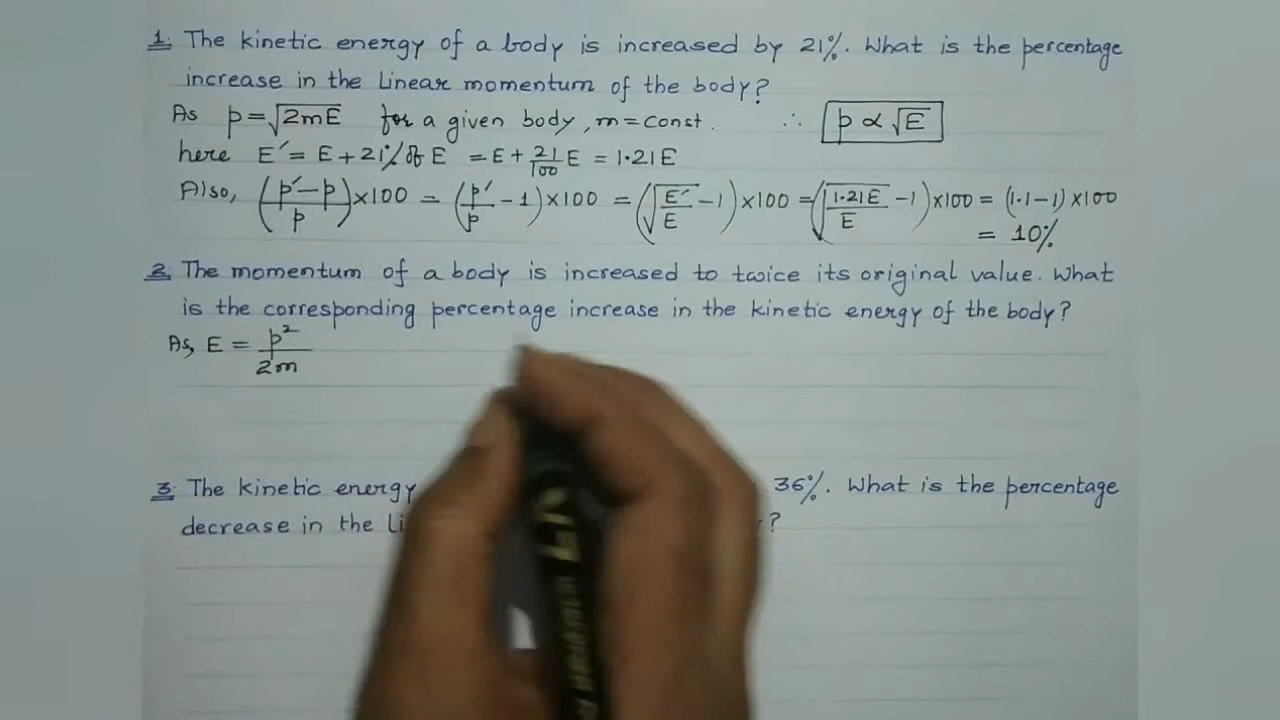 1. The kinetic energy of a body is increased by 21%. What is the percentage
increase in the Linear momentum of the body?
As p = √2mE for a given body, m = const. ∴ p ∝ √E
here E′ = E + 21% of E = E + 21/100 E = 1.21E
Also, (p′ − p / p) × 100 = (p′/p − 1) × 100 = (√E′/E − 1) × 100 = (√1.21E/E − 1) × 100 = (1.1 − 1) × 100
= 10%
2. The momentum of a body is increased to twice its original value. What
is the corresponding percentage increase in the kinetic energy of the body?
As, E = p²/2m
3. The kinetic energy 36%. What is the percentage
decrease in the ?